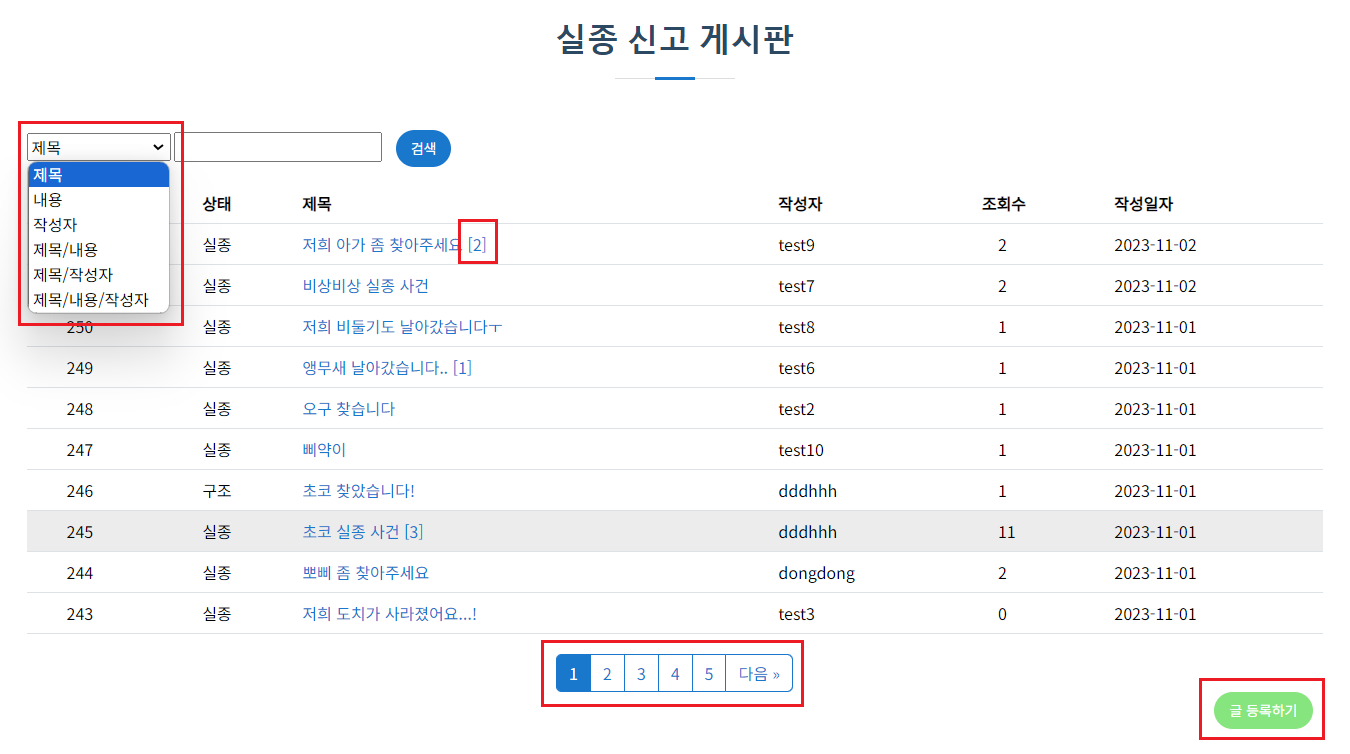 실종 신고 게시판
제목 검색
제목
내용
작성자
제목/내용
제목/작성자
제목/내용/작성자
상태 제목 작성자 조회수 작성일자
실종 저희 아가 좀 찾아주세요 [2] test9 2 2023-11-02
실종 비상비상 실종 사건 test7 2 2023-11-02
250 실종 저희 비둘기도 날아갔습니다ㅜ test8 1 2023-11-01
249 실종 앵무새 날아갔습니다.. [1] test6 1 2023-11-01
248 실종 오구 찾습니다 test2 1 2023-11-01
247 실종 삐약이 test10 1 2023-11-01
246 구조 초코 찾았습니다! dddhhh 1 2023-11-01
245 실종 초코 실종 사건 [3] dddhhh 11 2023-11-01
244 실종 뽀삐 좀 찾아주세요 dongdong 2 2023-11-01
243 실종 저희 도치가 사라졌어요...! test3 0 2023-11-01
1 2 3 4 5 다음 »
글 등록하기